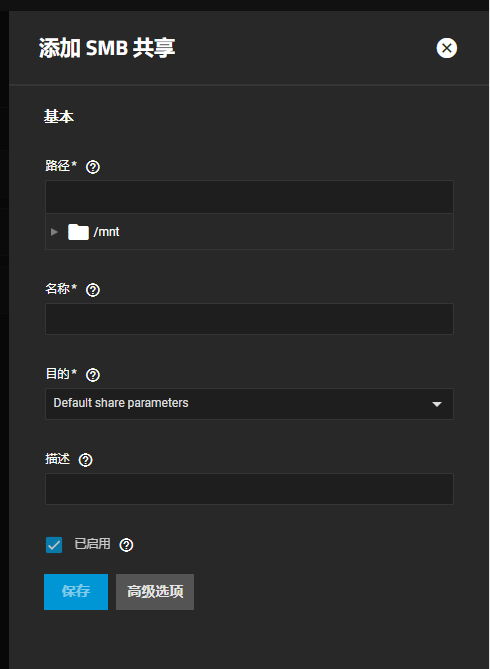 添加 SMB 共享
基本
路径*
/mnt
名称*
目的*
Default share parameters
描述
已启用
保存 高级选项